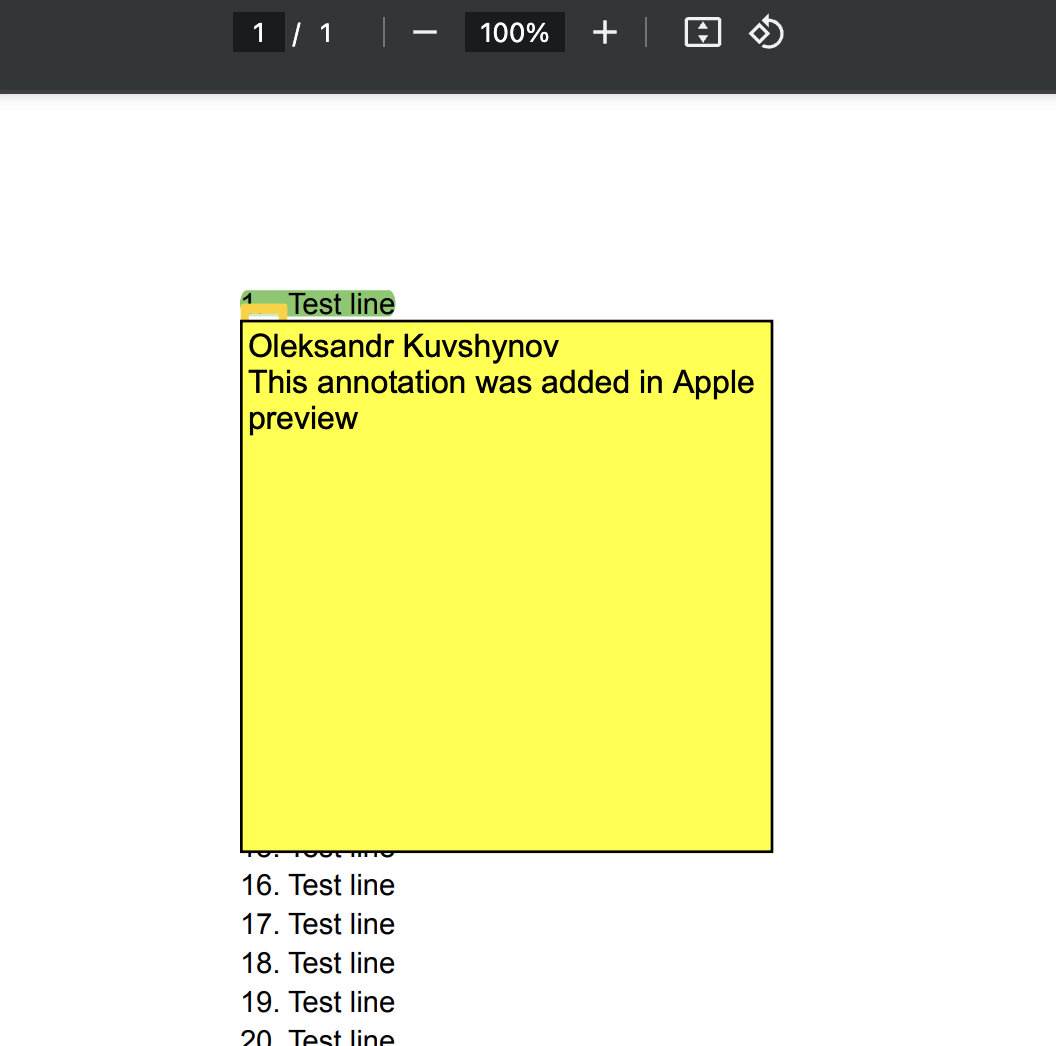 1 / 1 100%
1. Test line
Oleksandr Kuvshynov
This annotation was added in Apple
preview
Test line
16. Test line
17. Test line
18. Test line
19. Test line
20. Test line